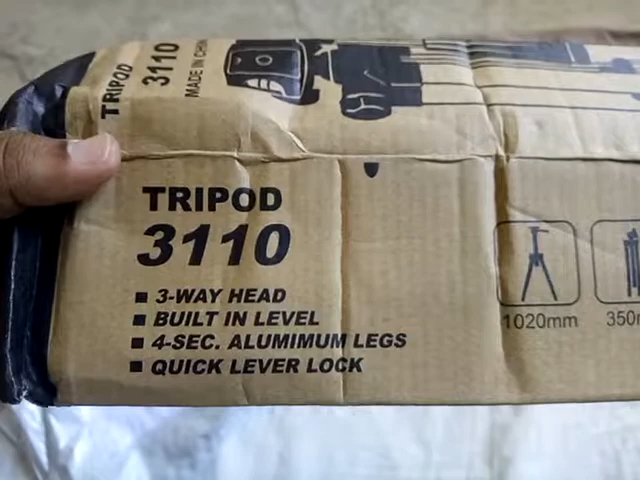 TRIPOD
3110
MADE IN CHINA
TRIPOD
3110
3-WAY HEAD
BUILT IN LEVEL
4-SEC. ALUMIMUM LEGS
QUICK LEVER LOCK
1020mm